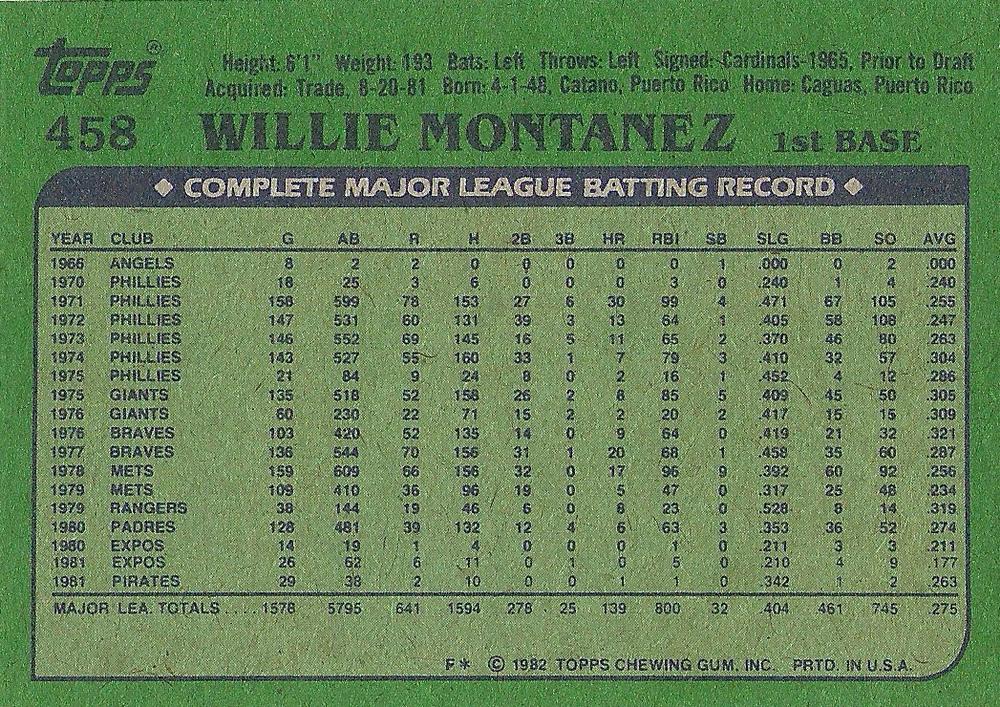 topps®
Height: 6'1" Weight: 193 Bats: Left Throws: Left Signed: Cardinals-1965, Prior to Draft
Acquired: Trade, 8-20-81 Born: 4-1-48, Catano, Puerto Rico Home: Caguas, Puerto Rico
458 WILLIE MONTANEZ 1st BASE
◆ COMPLETE MAJOR LEAGUE BATTING RECORD ◆
YEAR CLUB G AB R H 2B 3B HR RBI SB SLG BB SO AVG
1966 ANGELS 8 2 2 0 0 0 0 0 1 .000 0 2 .000
1970 PHILLIES 18 25 3 6 0 0 0 3 0 .240 1 4 .240
1971 PHILLIES 158 599 78 153 27 6 30 99 4 .471 67 105 .255
1972 PHILLIES 147 531 60 131 39 3 13 64 1 .405 58 108 .247
1973 PHILLIES 146 552 69 145 16 5 11 65 2 .370 46 80 .263
1974 PHILLIES 143 527 55 160 33 1 7 79 3 .410 32 57 .304
1975 PHILLIES 21 84 9 24 8 0 2 16 1 .452 4 12 .286
1975 GIANTS 135 518 52 158 26 2 8 85 5 .409 45 50 .305
1976 GIANTS 60 230 22 71 15 2 2 20 2 .417 15 15 .309
1976 BRAVES 103 420 52 135 14 0 9 64 0 .419 21 32 .321
1977 BRAVES 136 544 70 156 31 1 20 68 1 .458 35 60 .287
1978 METS 159 609 66 156 32 0 17 96 9 .392 60 92 .256
1979 METS 109 410 36 96 19 0 5 47 0 .317 25 48 .234
1979 RANGERS 38 144 19 46 6 0 8 23 0 .528 8 14 .319
1980 PADRES 128 481 39 132 12 4 6 63 3 .353 36 52 .274
1980 EXPOS 14 19 1 4 0 0 0 1 0 .211 3 3 .211
1981 EXPOS 26 62 6 11 0 1 0 5 0 .210 4 9 .177
1981 PIRATES 29 38 2 10 0 0 1 1 0 .342 1 2 .263
MAJOR LEA. TOTALS ..... 1578 5795 641 1594 278 25 139 800 32 .404 461 745 .275
F* © 1982 TOPPS CHEWING GUM, INC. PRTD. IN U.S.A.